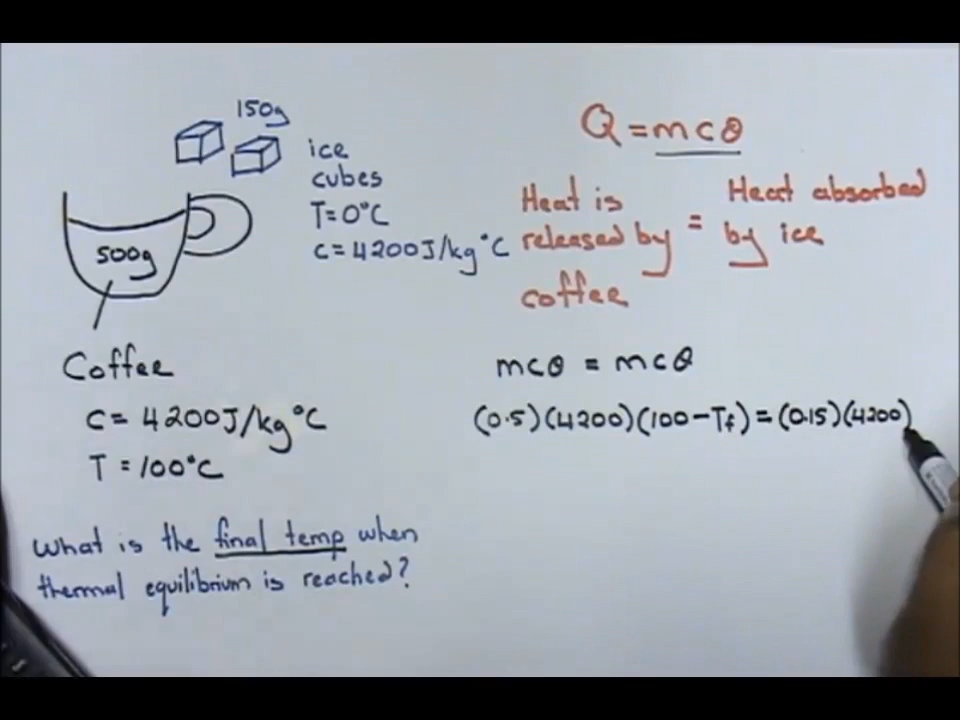 150g
ice
cubes
T=0°C
c=4200J/kg°C
500g
Coffee
c= 4200J/kg°C
T =100°C
What is the final temp when
thermal equilibrium is reached?
Q=mcθ
Heat is
released by
coffee
=
Heat absorbed
by ice
mcθ = mcθ
(0.5)(4200)(100-Tf)=(0.15)(4200)